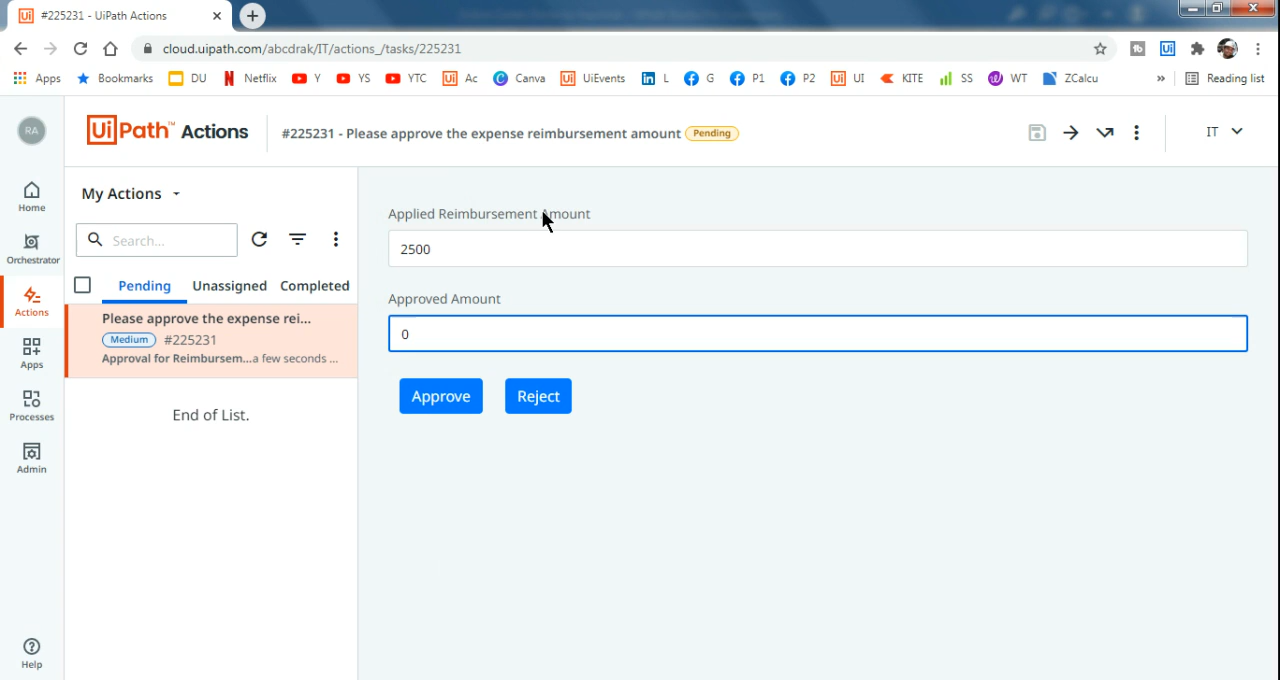 #225231 - UiPath Actions
cloud.uipath.com/abcdrak/IT/actions_/tasks/225231
Apps Bookmarks DU Netflix Y YS YTC Ac Canva UiEvents L G P1 P2 UI KITE SS WT ZCalcu » Reading list
RA
UiPath™ Actions
#225231 - Please approve the expense reimbursement amount Pending
IT
Home
Orchestrator
Actions
Apps
Processes
Admin
Help
My Actions
Search...
Pending Unassigned Completed
Please approve the expense rei...
Medium #225231
Approval for Reimbursem...a few seconds ...
End of List.
Applied Reimbursement Amount
2500
Approved Amount
0
Approve Reject